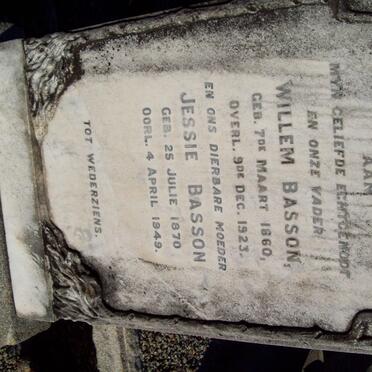 AAN
MYN GELIEFDE ECHTGENOOT
EN ONZE VADER
WILLEM BASSON,
GEB. 7DE MAART 1860,
OVERL. 9DE DEC. 1923.
EN ONS DIERBARE MOEDER
JESSIE BASSON
GEB. 25 JULIE 1870
OORL. 4 APRIL 1949.
TOT WEDERZIENS.